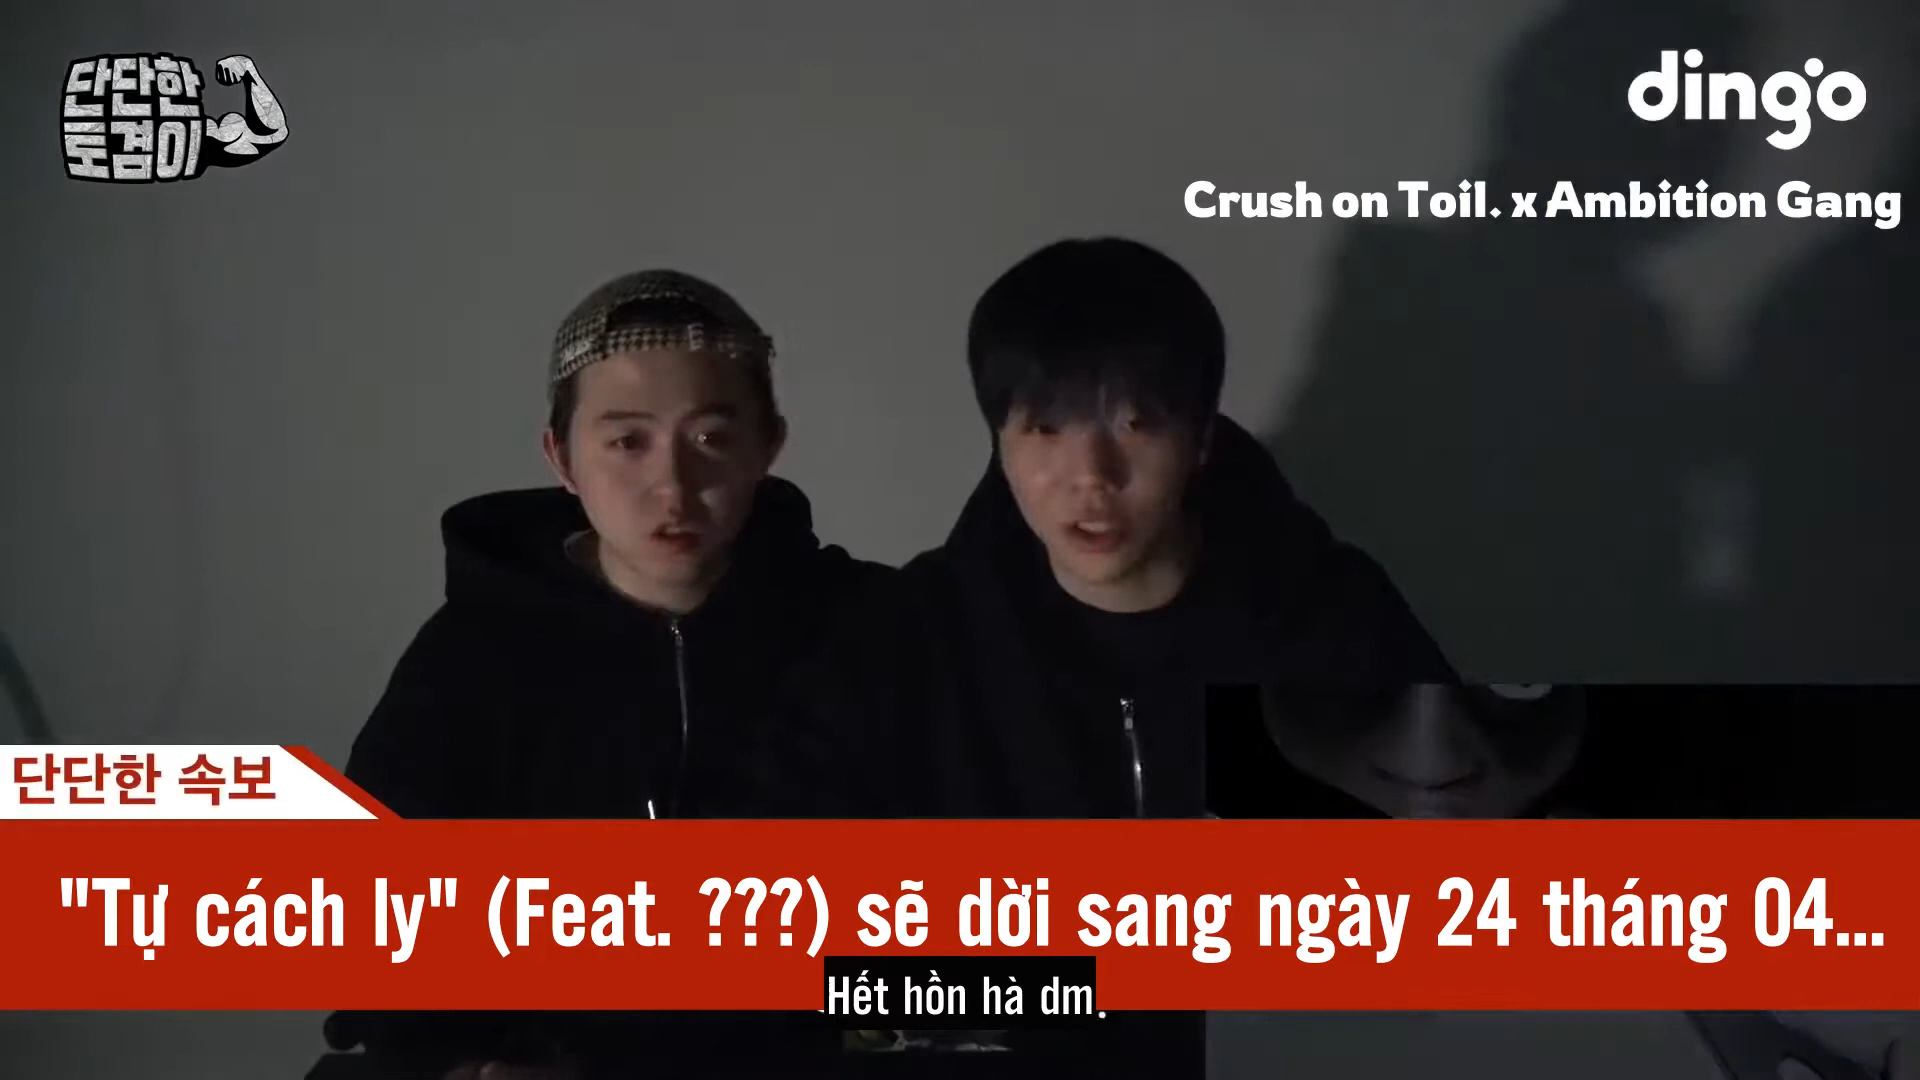 단단한
토겸이
dingo
Crush on Toil. x Ambition Gang
단단한 속보
"Tự cách ly" (Feat. ???) sẽ dời sang ngày 24 tháng 04...
Hết hồn hà dm.